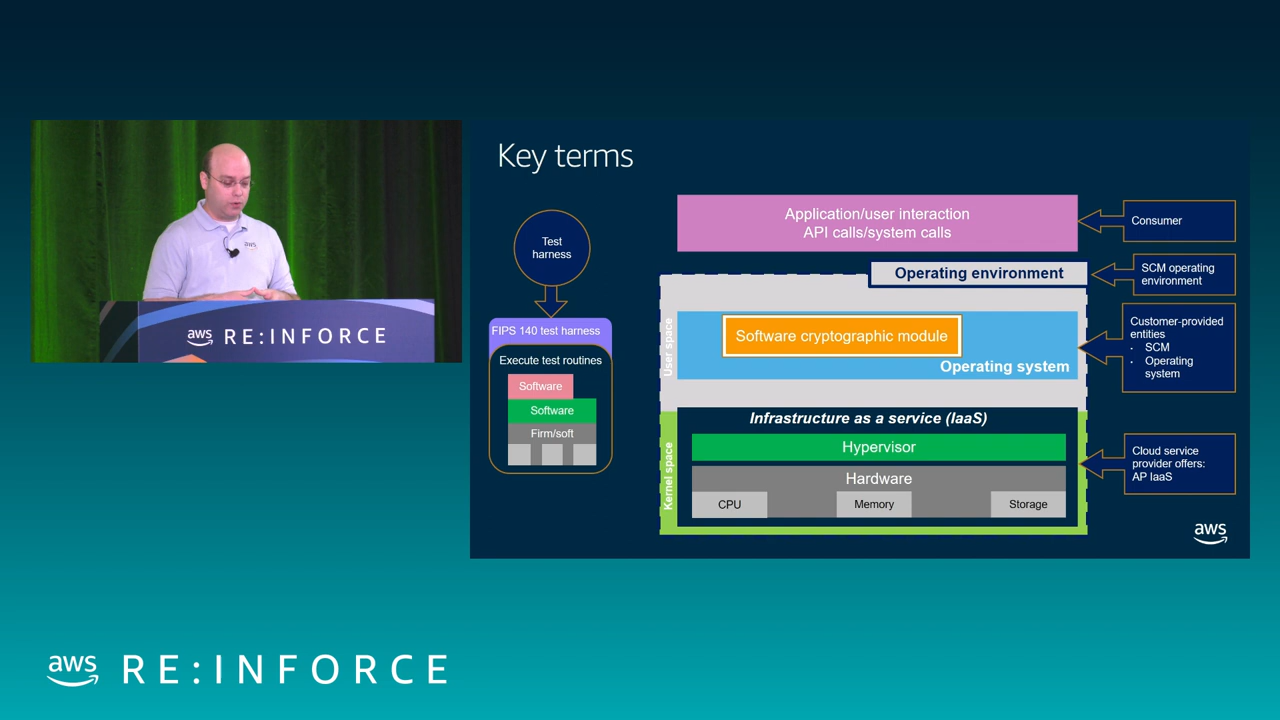 aws
aws RE:INFORCE
Key terms
Test
harness
FIPS 140 test harness
Execute test routines
Software
Software
Firm/soft
Application/user interaction
API calls/system calls
Consumer
Operating environment
SCM operating
environment
User space
Software cryptographic module
Operating system
Customer-provided
entities
· SCM
· Operating
system
Kernel space
Infrastructure as a service (IaaS)
Hypervisor
Hardware
CPU
Memory
Storage
Cloud service
provider offers:
AP IaaS
aws
aws RE:INFORCE